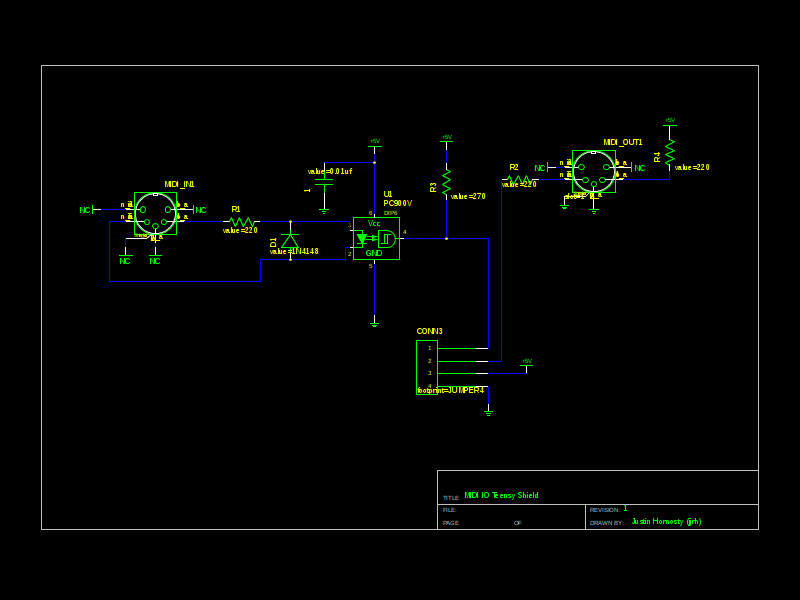 +5V
+5V
+5V
MIDI_OUT1
R4
value=220
NC
NC
R2
value=220
value=0.01uf
1
R3
value=270
U1
PC900V
DIP6
MIDI_IN1
NC
NC
NC
NC
R1
value=220
D1
value=1N4148
6
Vcc
4
GND
2
5
CONN3
1
2
3
4
footprint=JUMPER4
+5V
TITLE
MIDI IO Teensy Shield
FILE:
REVISION:
1
PAGE
OF
DRAWN BY:
Justin Hornosty (jjrh)